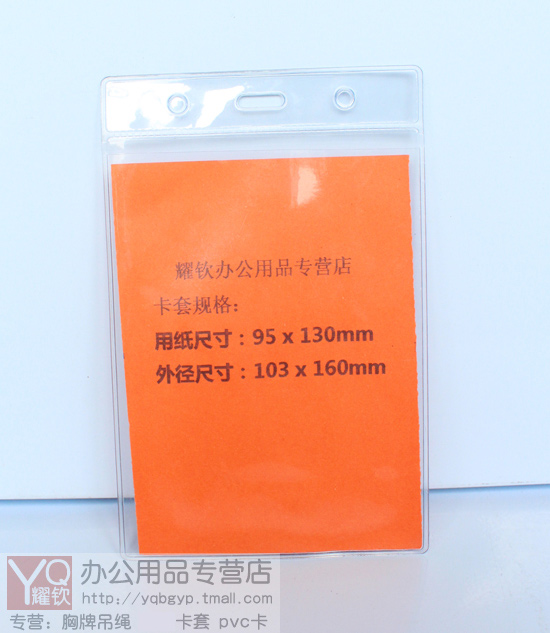 耀钦办公用品专营店
卡套规格:
用纸尺寸：95 x 130mm
外径尺寸：103 x 160mm
YQ 办公用品专营店
耀钦 http://yqbgyp.tmall.com
专营：胸牌吊绳 卡套 pvc卡